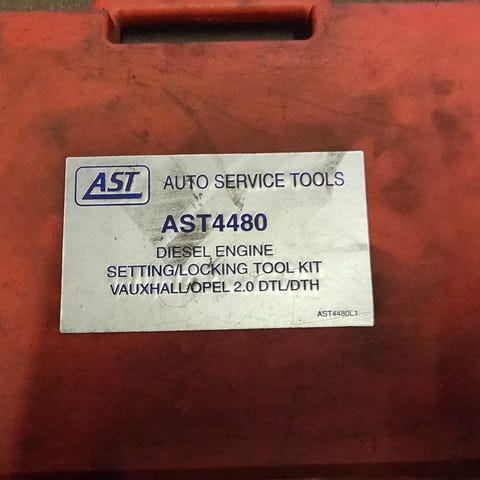 AST AUTO SERVICE TOOLS
AST4480
DIESEL ENGINE
SETTING/LOCKING TOOL KIT
VAUXHALL/OPEL 2.0 DTL/DTH
AST4480L1